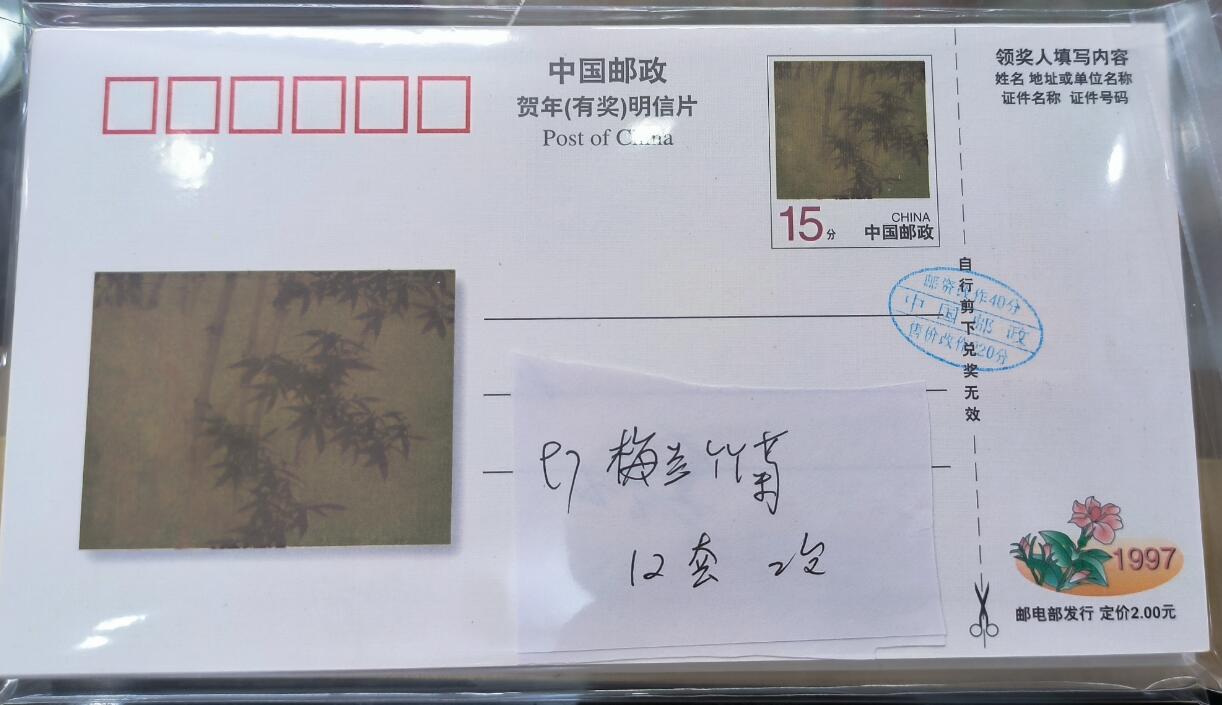 中国邮政
贺年(有奖)明信片
Post of China
15分
CHINA
中国邮政
领奖人填写内容
姓名 地址或单位名称
证件名称 证件号码
自行剪下兑奖无效
邮资改作40分
中国邮政
售价改作220分
梅兰竹菊
12套
1997
邮电部发行 定价2.00元